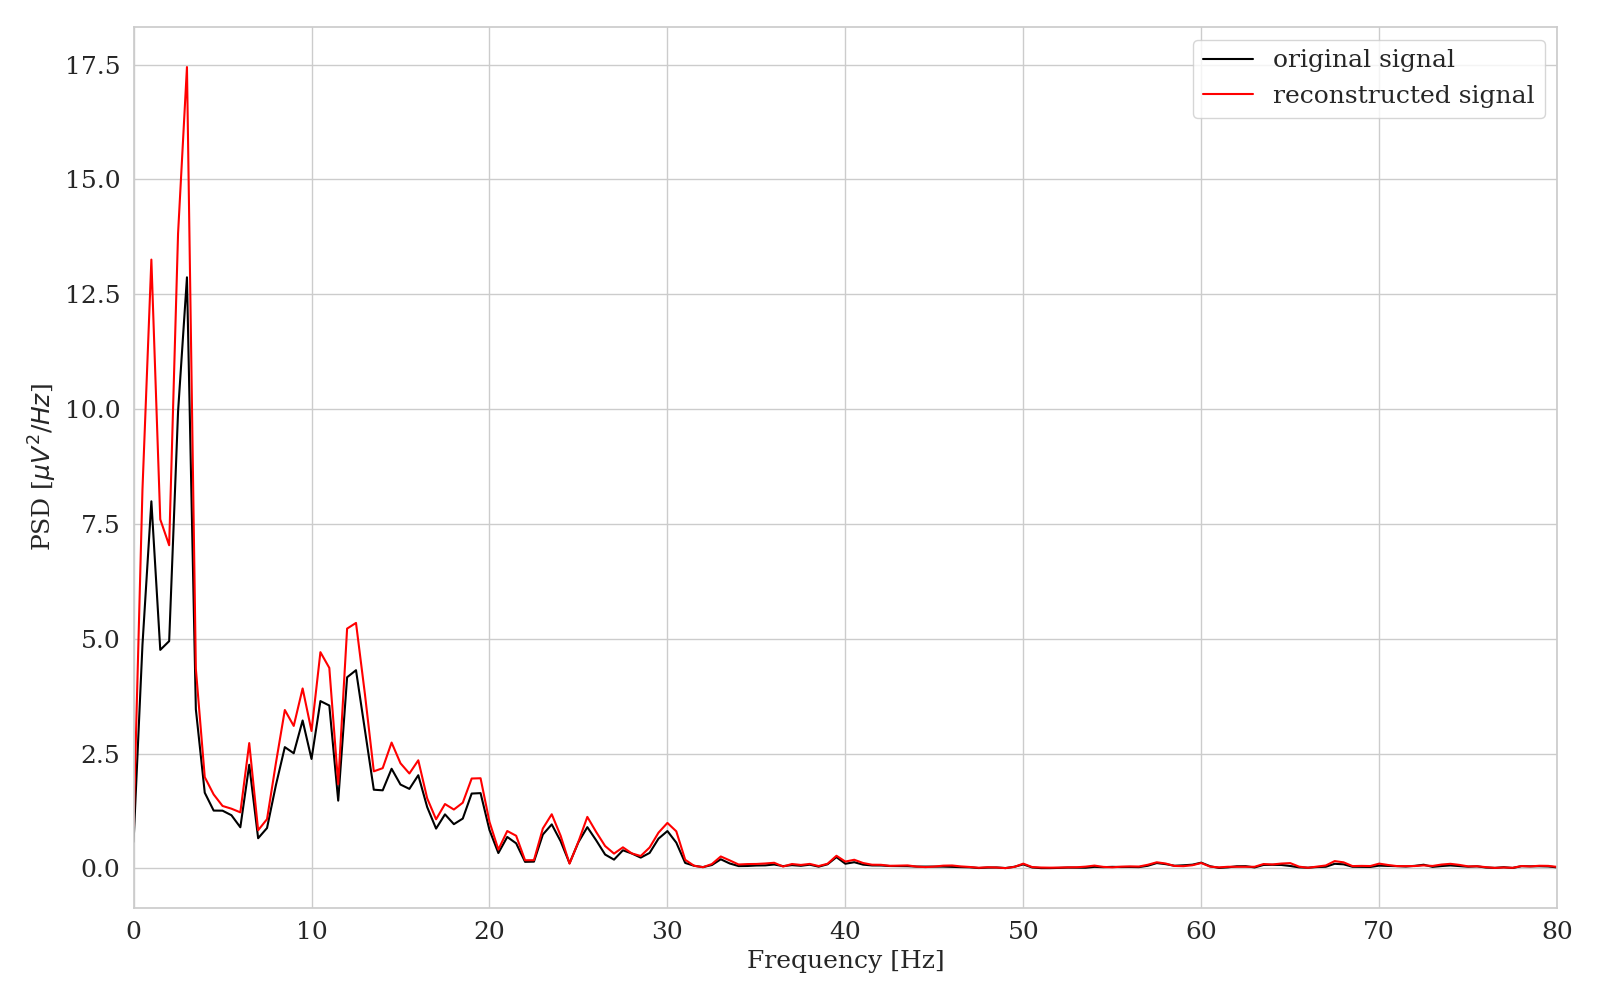 original signal
reconstructed signal
17.5
15.0
12.5
10.0
7.5
5.0
2.5
0.0
PSD [μV²/Hz]
0 10 20 30 40 50 60 70 80
Frequency [Hz]